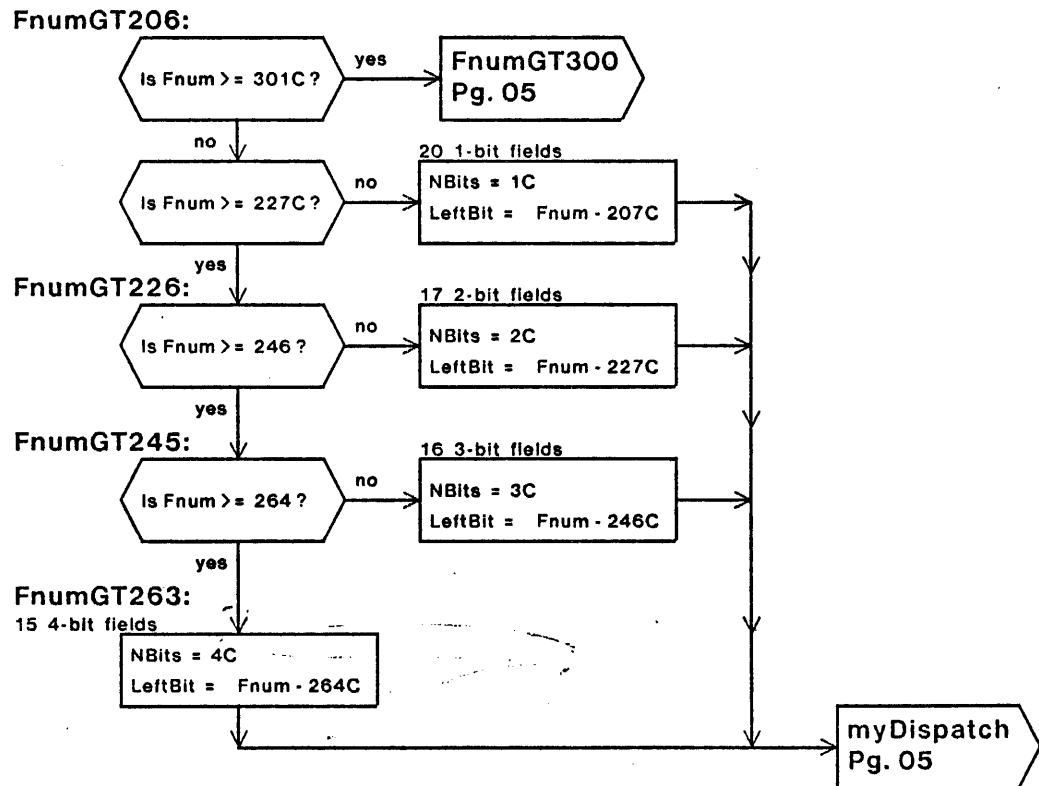 FnumGT206:
Is Fnum >= 301C ?
yes
FnumGT300
Pg. 05
no
Is Fnum >= 227C ?
no
20 1-bit fields
NBits = 1C
LeftBit = Fnum - 207C
yes
FnumGT226:
Is Fnum >= 246 ?
no
17 2-bit fields
NBits = 2C
LeftBit = Fnum - 227C
yes
FnumGT245:
Is Fnum >= 264 ?
no
16 3-bit fields
NBits = 3C
LeftBit = Fnum - 246C
yes
FnumGT263:
15 4-bit fields
NBits = 4C
LeftBit = Fnum - 264C
myDispatch
Pg. 05